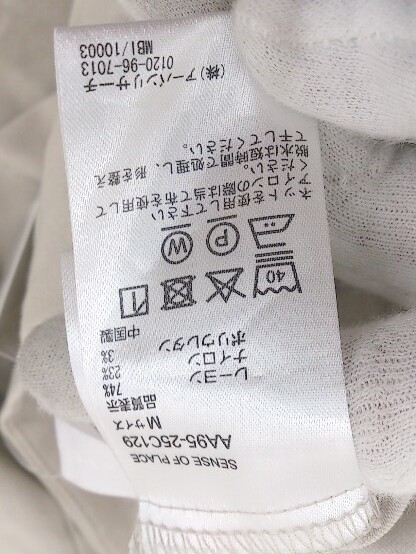 SENSE OF PLACE
AA95-25C129
Mサイズ
品質表示
レーヨン 74%
ナイロン 23%
ポリウレタン 3%
中国製
40
P W
ネットを使用して下さい。
アイロンの際は当て布を使用して
ください。
脱水は短時間で処理し、形を整え
て干してください。
(株)アーバンリサーチ
0120-96-7013
MB1/10003